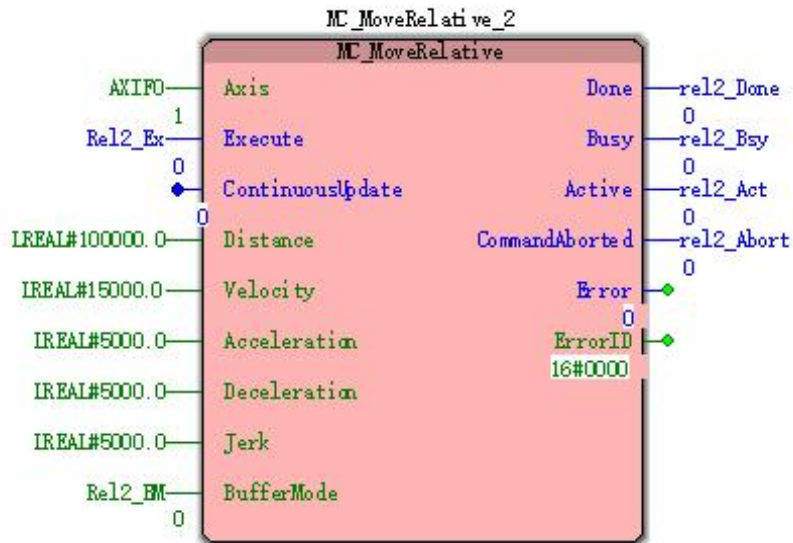 MC_MoveRelative_2
MC_MoveRelative
AXIFO Axis Done rel2_Done
1 0
Rel2_Ex Execute Busy rel2_Bsy
0 0
ContinuousUpdate Active rel2_Act
0 0
LREAL#100000.0 Distance CommandAborted rel2_Abort
0
LREAL#15000.0 Velocity Error
0
LREAL#5000.0 Acceleration ErrorID
16#0000
LREAL#5000.0 Deceleration
LREAL#5000.0 Jerk
Rel2_BM BufferMode
0